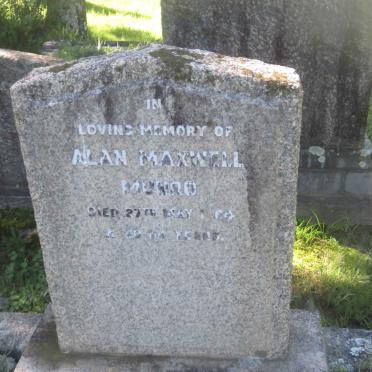 IN
LOVING MEMORY OF
ALAN MAXWELL
MUNRO
DIED 27TH MAY
YEARS.